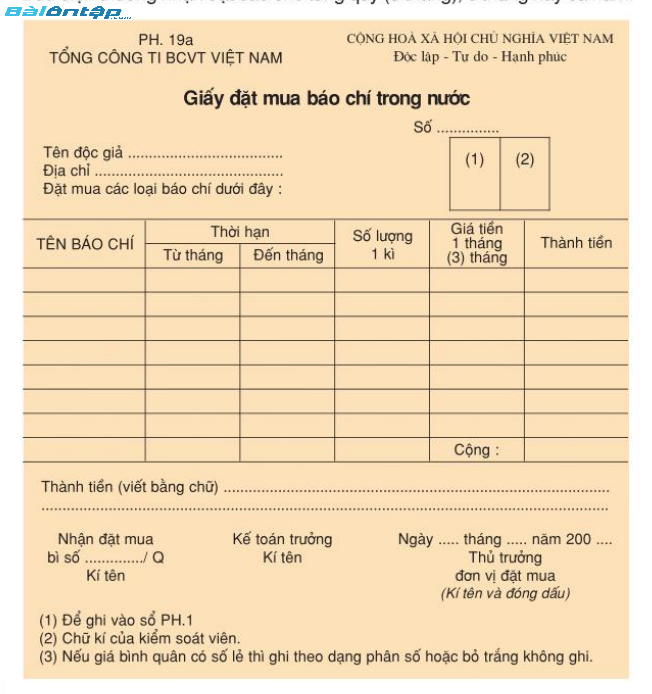 Bàiôntập
.com
PH. 19a
TỔNG CÔNG TI BCVT VIỆT NAM
CỘNG HOÀ XÃ HỘI CHỦ NGHĨA VIỆT NAM
Độc lập - Tự do - Hạnh phúc
Giấy đặt mua báo chí trong nước
Số ...............
Tên độc giả .......................................
Địa chỉ ................................................
Đặt mua các loại báo chí dưới đây :
(1) (2)
TÊN BÁO CHÍ
Thời hạn
Từ tháng
Đến tháng
Số lượng
1 kì
Giá tiền
1 tháng
(3) tháng
Thành tiền
Cộng :
Thành tiền (viết bằng chữ) ................................................................................................
................................................................................................................................................
Nhận đặt mua
bì số ............../ Q
Kí tên
Kế toán trưởng
Kí tên
Ngày ..... tháng ..... năm 200 ....
Thủ trưởng
đơn vị đặt mua
(Kí tên và đóng dấu)
(1) Để ghi vào sổ PH.1
(2) Chữ kí của kiểm soát viên.
(3) Nếu giá bình quân có số lẻ thì ghi theo dạng phân số hoặc bỏ trắng không ghi.